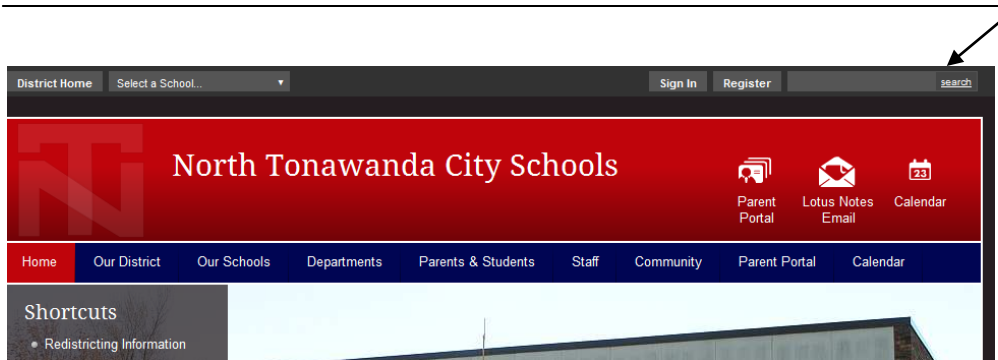 District Home Select a School... Sign In Register search
North Tonawanda City Schools
23
Parent Portal
Lotus Notes Email
Calendar
Home Our District Our Schools Departments Parents & Students Staff Community Parent Portal Calendar
Shortcuts
Redistricting Information